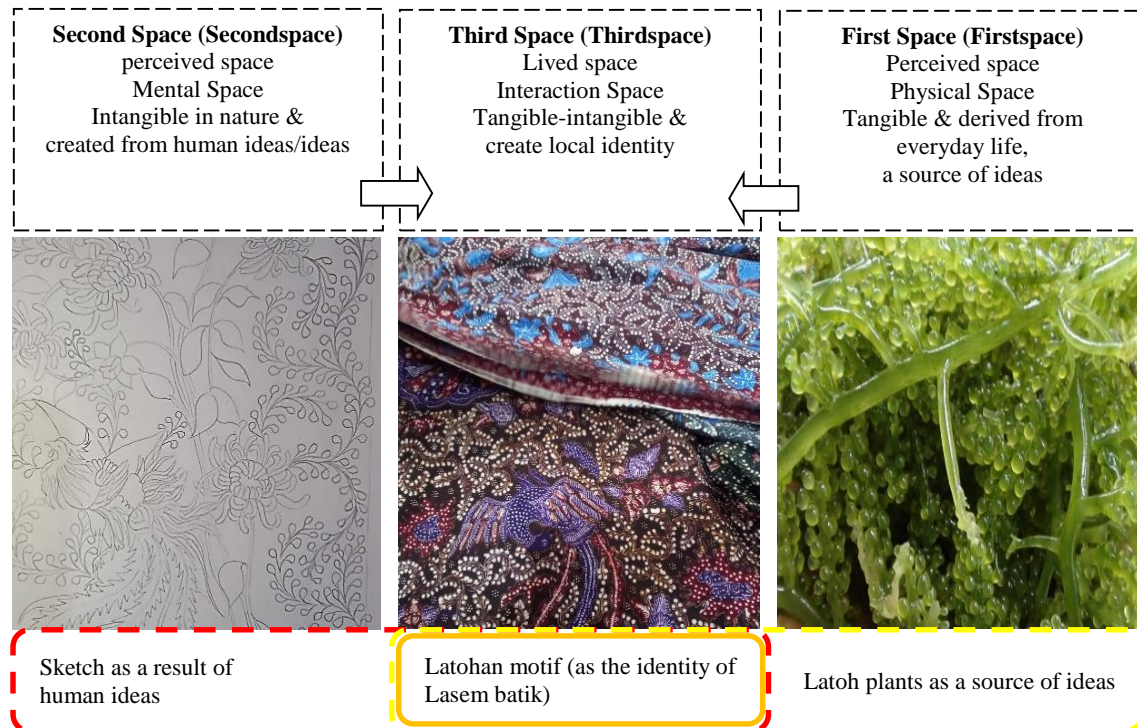 Second Space (Secondspace)
perceived space
Mental Space
Intangible in nature &
created from human ideas/ideas
Third Space (Thirdspace)
Lived space
Interaction Space
Tangible-intangible &
create local identity
First Space (Firstspace)
Perceived space
Physical Space
Tangible & derived from
everyday life,
a source of ideas
Sketch as a result of
human ideas
Latohan motif (as the identity of
Lasem batik)
Latoh plants as a source of ideas